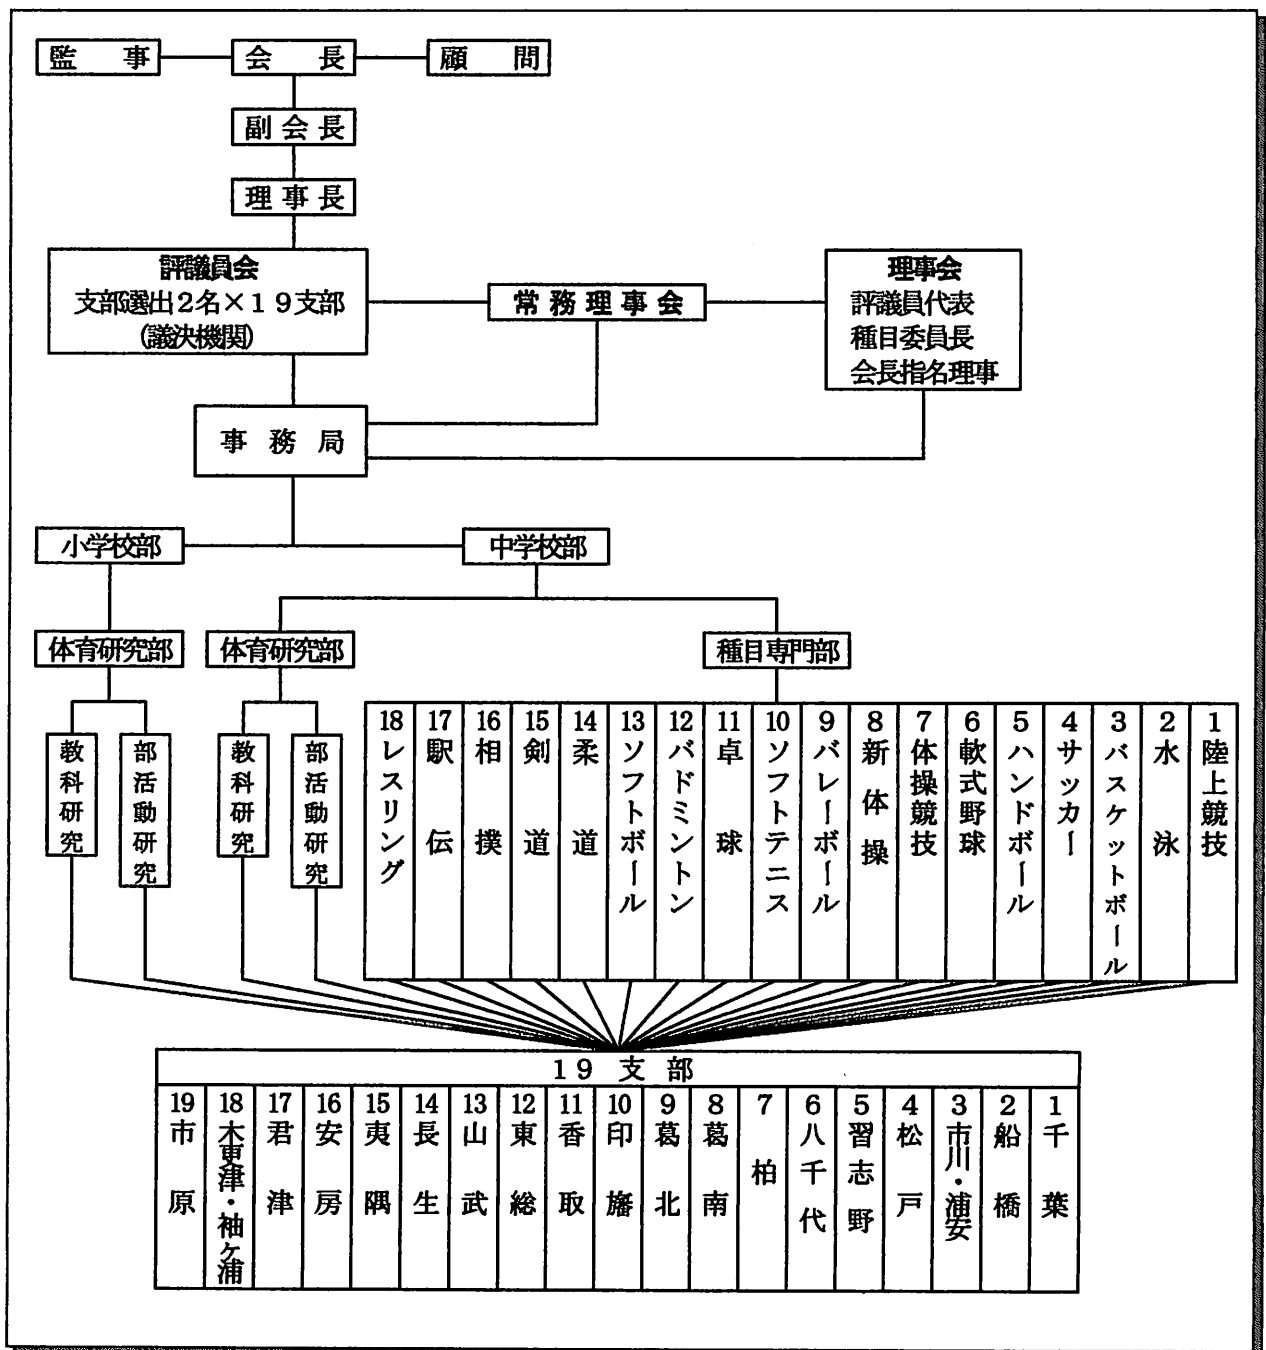 監 事
会 長
顧 問
副会長
理事長
評議員会
支部選出2名×19支部
(議決機関)
常務理事会
理事会
評議員代表
種目委員長
会長指名理事
事務局
小学校部
中学校部
体育研究部
体育研究部
種目専門部
教科研究
部活動研究
教科研究
部活動研究
1陸上競技
2水泳
3バスケットボール
4サッカー
5ハンドボール
6軟式野球
7体操競技
8新体操
9バレーボール
10ソフトテニス
11卓球
12バドミントン
13ソフトボール
14柔道
15剣道
16相撲
17駅伝
18レスリング
19 支 部
1千葉
2船橋
3市川・浦安
4松戸
5習志野
6八千代
7柏
8葛南
9葛北
10印旛
11香取
12東総
13山武
14長生
15夷隅
16安房
17君津
18木更津・袖ケ浦
19市原